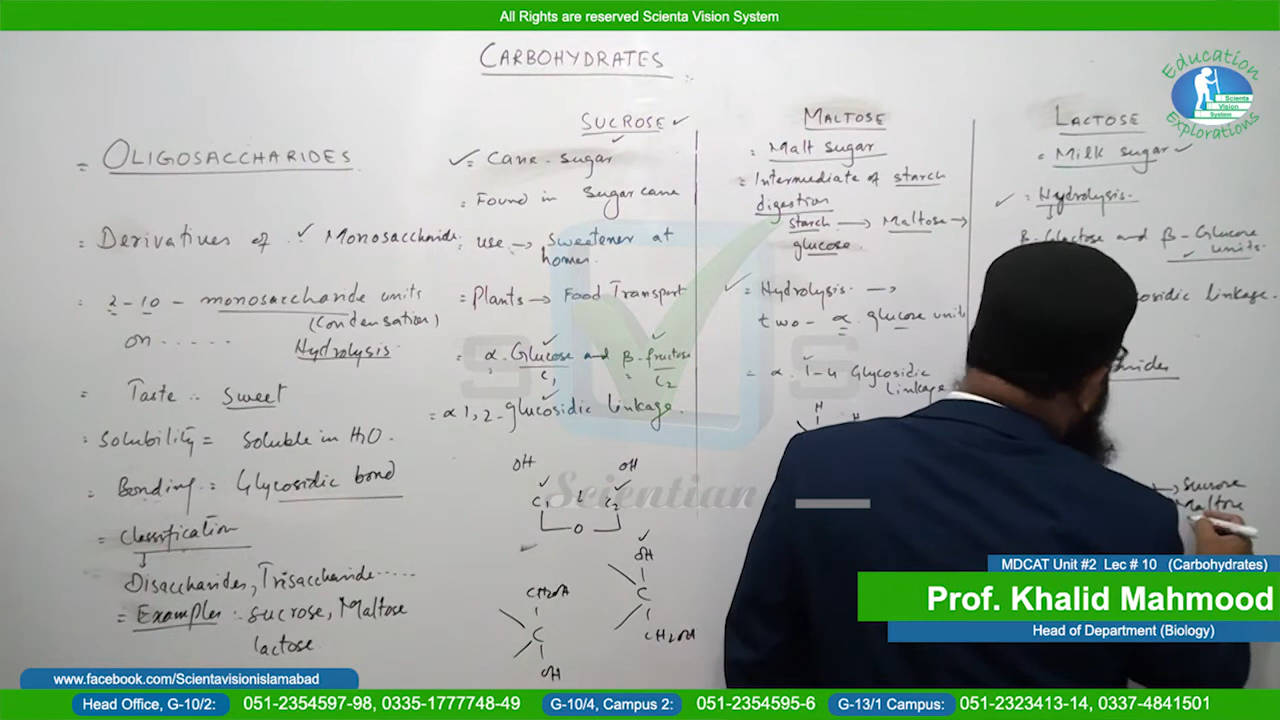 All Rights are reserved Scienta Vision System
CARBOHYDRATES
Education
Scienta
Vision
System
Explorations
= OLIGOSACCHARIDES
= Derivatives of Monosaccharide
= 2-10 - monosaccharide units
(Condensation)
on ...... Hydrolysis.
= Taste :. Sweet
= Solubility = Soluble in H2O.
= Bonding = Glycosidic bond
= Classification
Disaccharides, Trisaccharide......
= Examples :. Sucrose, Maltose
lactose
SUCROSE
= Cane-sugar
= Found in Sugarcane
: use → Sweetener at
homes.
= Plants → Food Transport
= α. Glucose and β-fructose
C1 C2
= α 1,2-glucosidic linkage.
OH OH
C1 C2
O
OH
C
CH2OH
CH2OH
C
OH
MALTOSE
= Malt sugar
= Intermediate of starch
digestion
starch → Maltose →
glucose.
= Hydrolysis. →
two- α glucose units
= α. 1-4 Glycosidic
Linkage
H
H
LACTOSE
= Milk sugar
= Hydrolysis.
and β-Glucose
units.
linkage.
→ Sucrose
Maltose
S S
Scientian
MDCAT Unit #2 Lec # 10 (Carbohydrates)
Prof. Khalid Mahmood
Head of Department (Biology)
www.facebook.com/Scientavisionislamabad
Head Office, G-10/2: 051-2354597-98, 0335-1777748-49 G-10/4, Campus 2: 051-2354595-6 G-13/1 Campus: 051-2323413-14, 0337-4841501